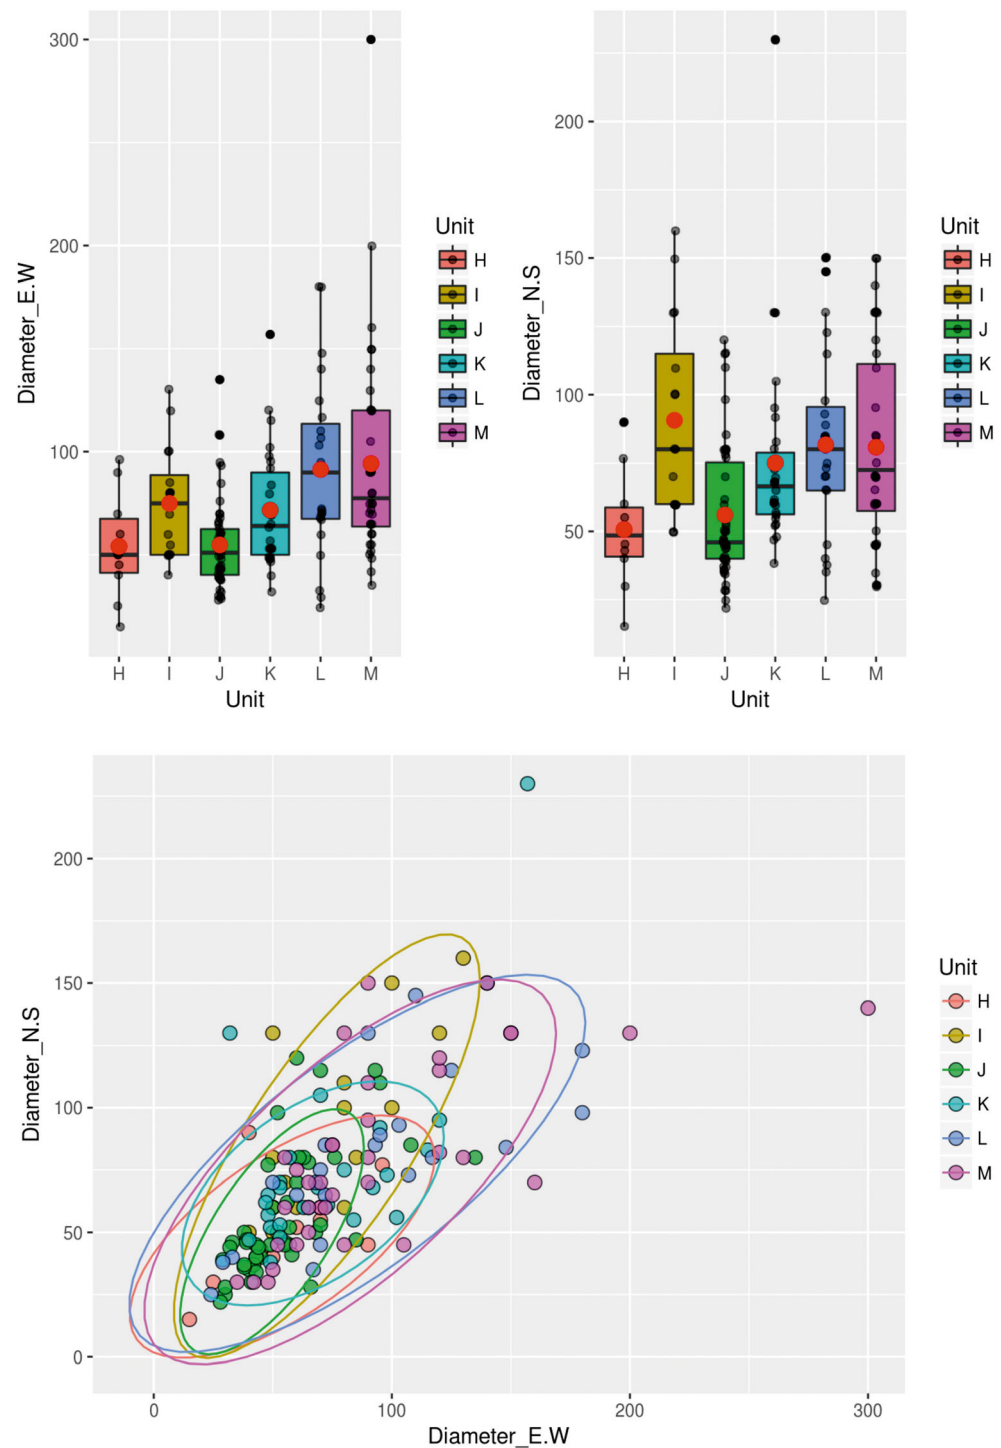 300
200
100
Diameter_E.W
H I J K L M
Unit
Unit
H
I
J
K
L
M
200
150
100
50
Diameter_N.S
H I J K L M
Unit
Unit
H
I
J
K
L
M
200
150
100
50
0
Diameter_N.S
0 100 200 300
Diameter_E.W
Unit
H
I
J
K
L
M